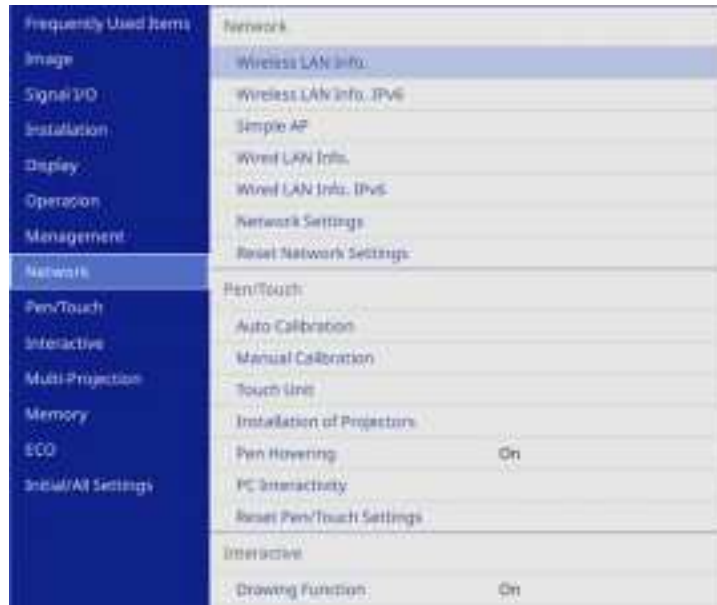 Frequently Used Items
Image
Signal I/O
Installation
Display
Operation
Management
Network
Pen/Touch
Interactive
Multi-Projection
Memory
ECO
Initial/All Settings
Network
Wireless LAN Info.
Wireless LAN Info. IPv6
Simple AP
Wired LAN Info.
Wired LAN Info. IPv6
Network Settings
Reset Network Settings
Pen/Touch
Auto Calibration
Manual Calibration
Touch Unit
Installation of Projectors
Pen Hovering On
PC Interactivity
Reset Pen/Touch Settings
Interactive
Drawing Function On